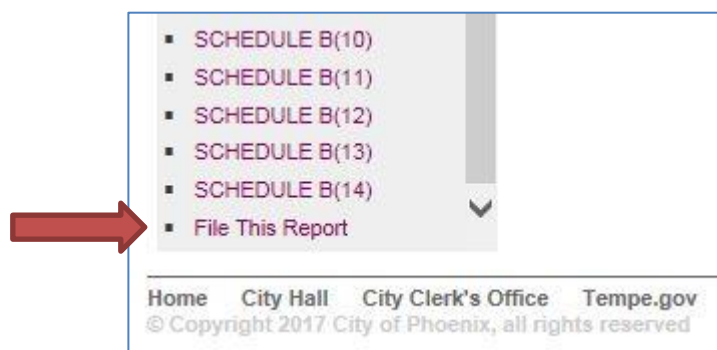 SCHEDULE B(10)
SCHEDULE B(11)
SCHEDULE B(12)
SCHEDULE B(13)
SCHEDULE B(14)
File This Report
Home City Hall City Clerk's Office Tempe.gov
© Copyright 2017 City of Phoenix, all rights reserved